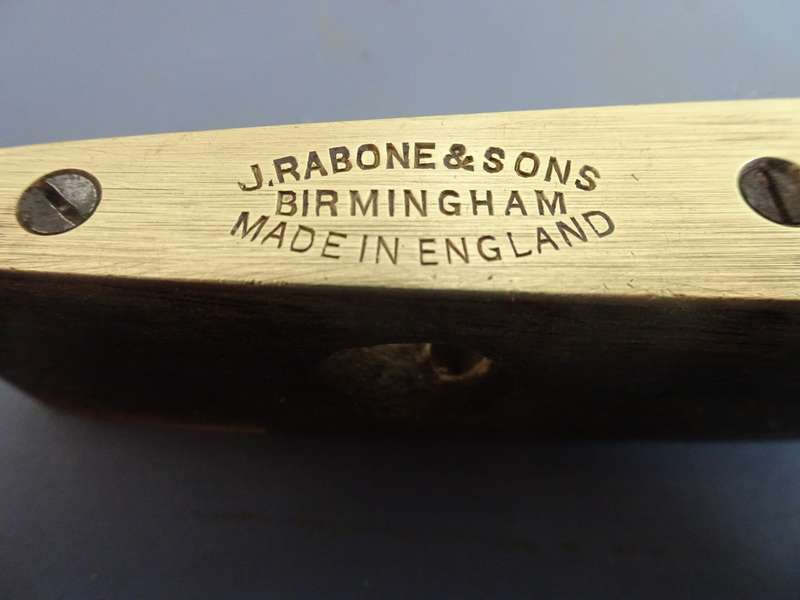 J. RABONE & SONS
BIRMINGHAM
MADE IN ENGLAND